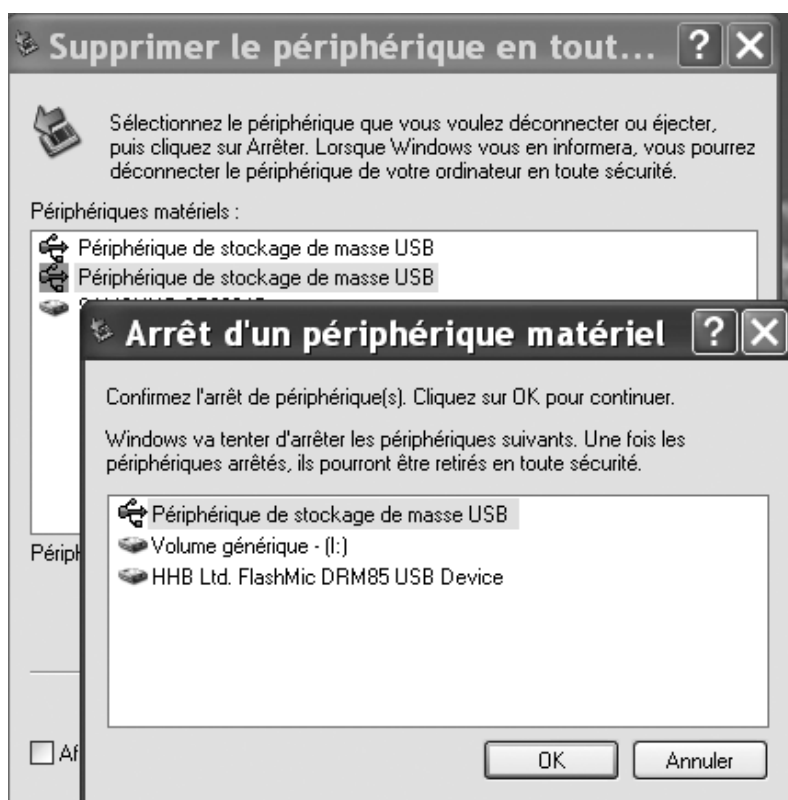 Supprimer le périphérique en tout...
Sélectionnez le périphérique que vous voulez déconnecter ou éjecter,
puis cliquez sur Arrêter. Lorsque Windows vous en informera, vous pourrez
déconnecter le périphérique de votre ordinateur en toute sécurité.
Périphériques matériels :
Périphérique de stockage de masse USB
Périphérique de stockage de masse USB
Arrêt d'un périphérique matériel
Confirmez l'arrêt de périphérique(s). Cliquez sur OK pour continuer.
Windows va tenter d'arrêter les périphériques suivants. Une fois les
périphériques arrêtés, ils pourront être retirés en toute sécurité.
Périphérique de stockage de masse USB
Volume générique - (I:)
HHB Ltd. FlashMic DRM85 USB Device
Périph
Af
OK
Annuler